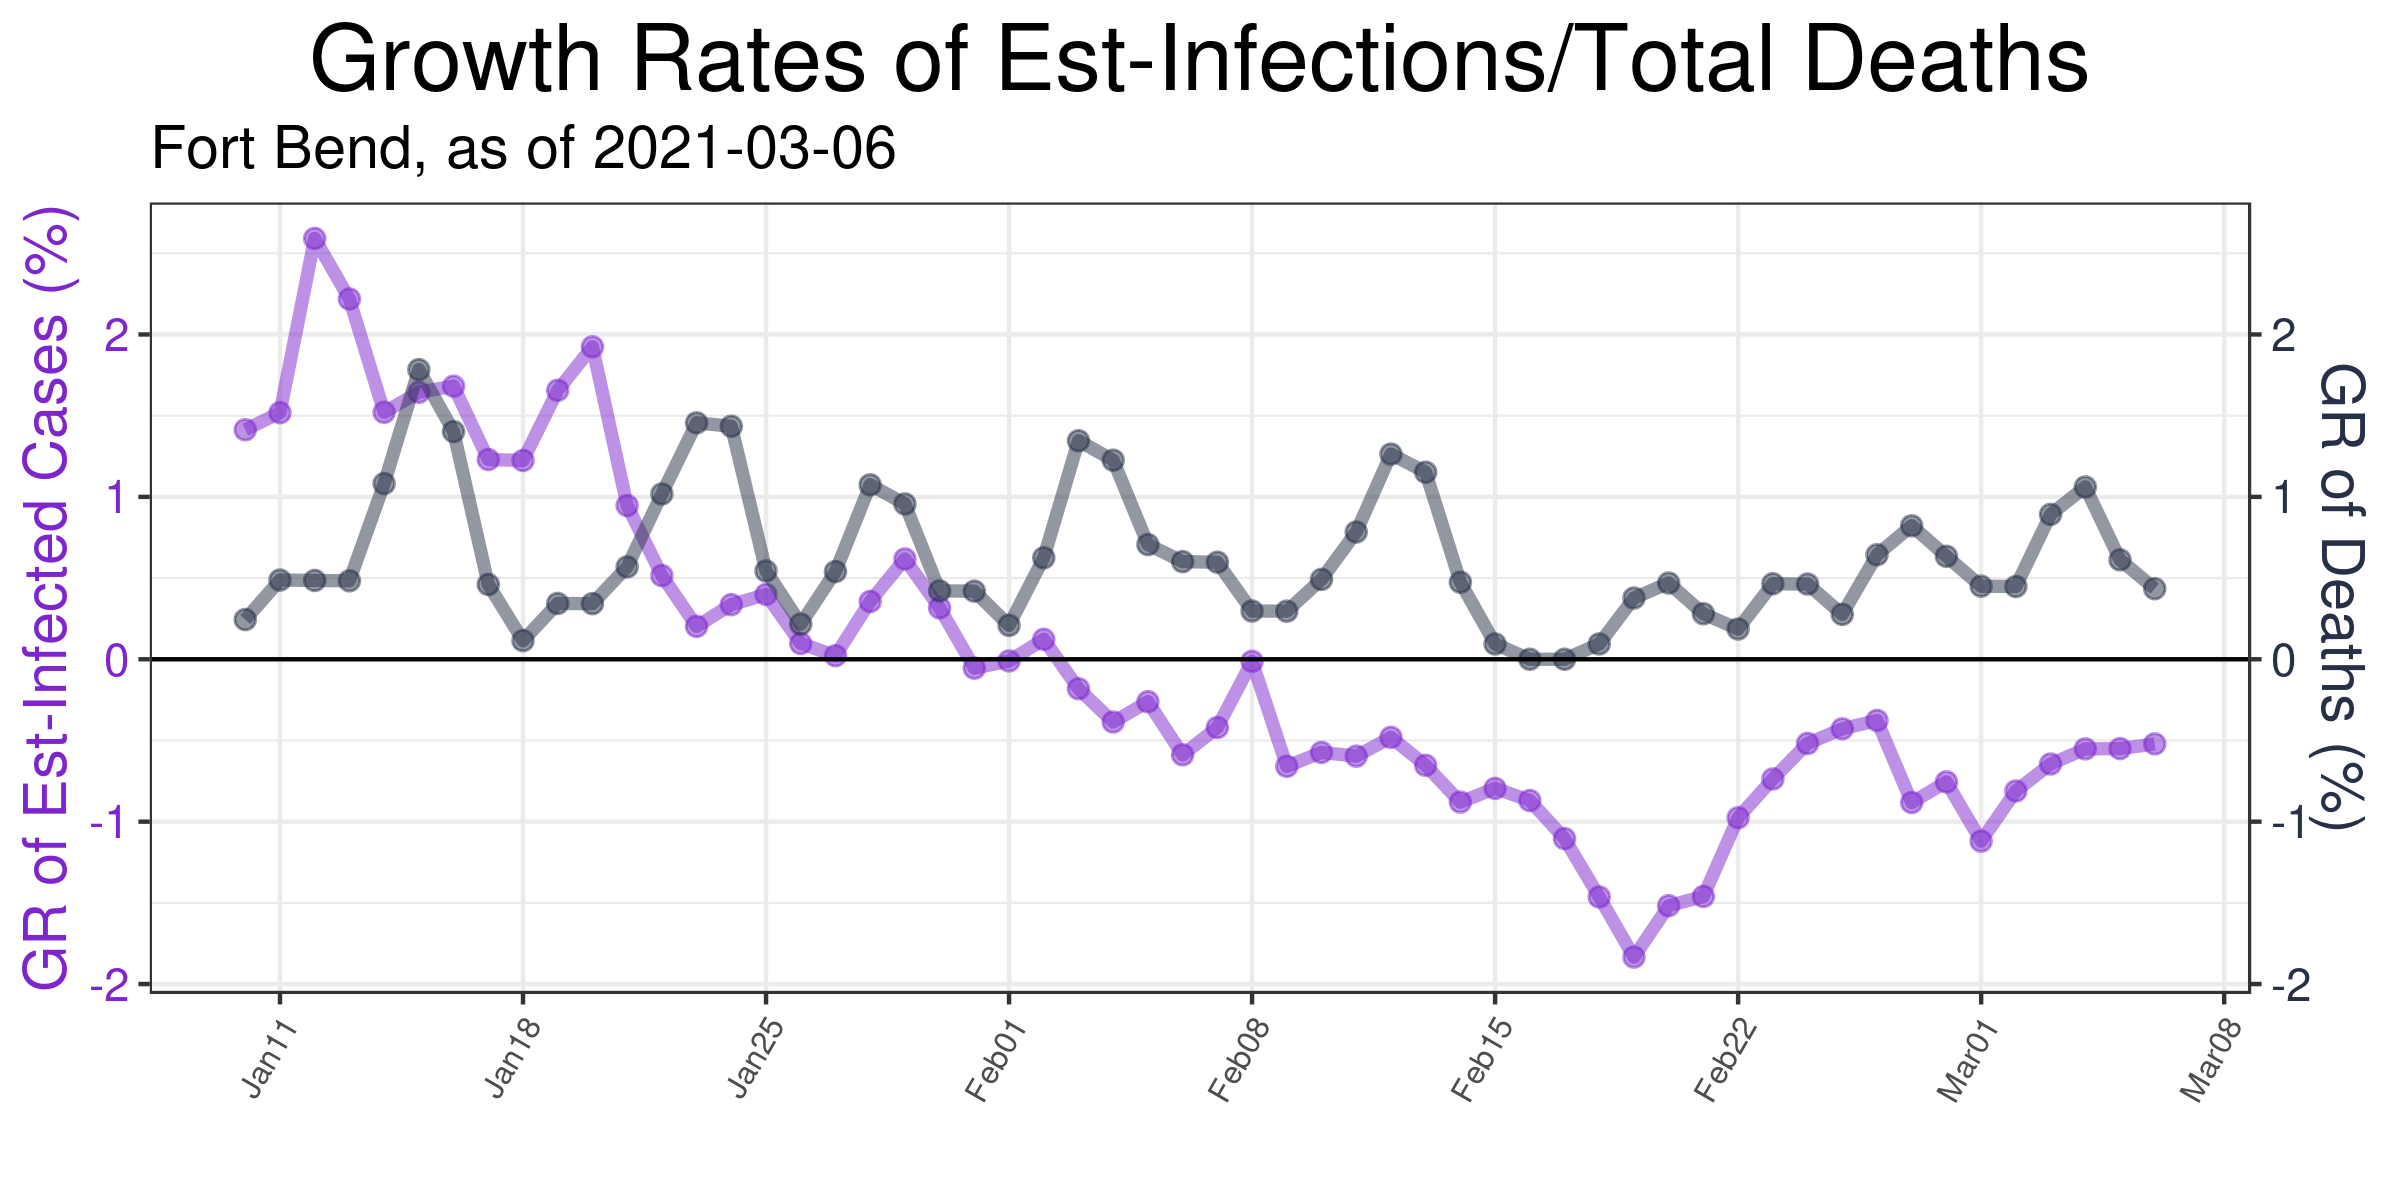 Growth Rates of Est-Infections/Total Deaths
Fort Bend, as of 2021-03-06
GR of Est-Infected Cases (%)
2
1
0
-1
-2
2
1
0
-1
-2
GR of Deaths (%)
Jan11
Jan18
Jan25
Feb01
Feb08
Feb15
Feb22
Mar01
Mar08